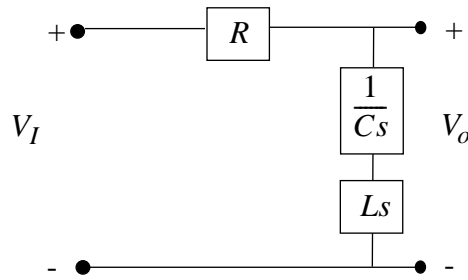 + R +
1
Cs
V_I V_o
Ls
- -